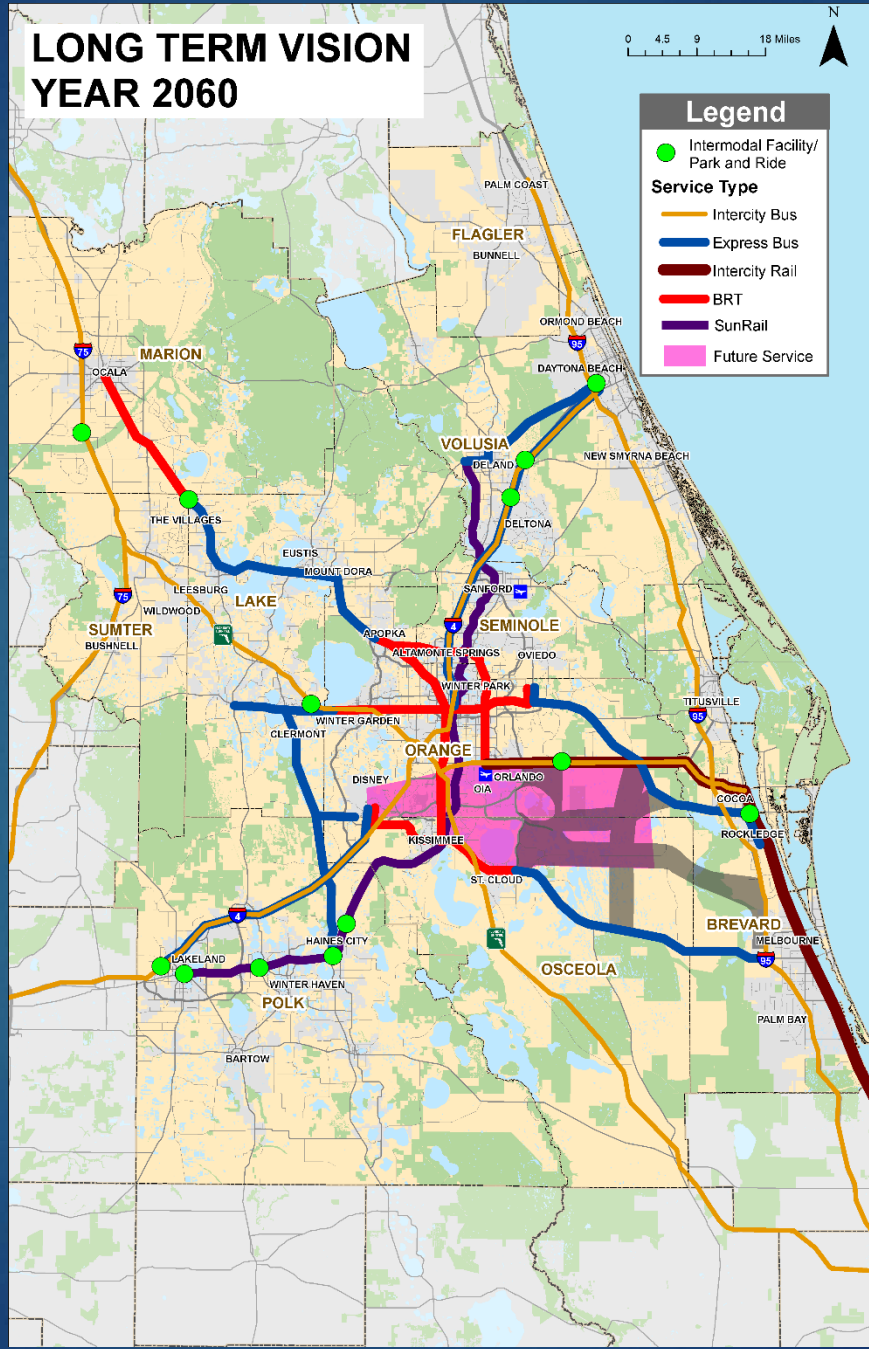 LONG TERM VISION
YEAR 2060
N
0 4.5 9 18 Miles
Legend
Intermodal Facility/
Park and Ride
Service Type
Intercity Bus
Express Bus
Intercity Rail
BRT
SunRail
Future Service
PALM COAST
FLAGLER
BUNNELL
ORMOND BEACH
95
75
MARION
OCALA
DAYTONA BEACH
VOLUSIA
DELAND
NEW SMYRNA BEACH
THE VILLAGES
DELTONA
EUSTIS
MOUNT DORA
LEESBURG
SANFORD
75
WILDWOOD
LAKE
4
SEMINOLE
SUMTER
BUSHNELL
APOPKA
ALTAMONTE SPRINGS
OVIEDO
WINTER PARK
TITUSVILLE
95
WINTER GARDEN
CLERMONT
ORANGE
DISNEY
ORLANDO
OIA
COCOA
ROCKLEDGE
KISSIMMEE
ST. CLOUD
4
BREVARD
HAINES CITY
MELBOURNE
LAKELAND
95
OSCEOLA
WINTER HAVEN
POLK
PALM BAY
BARTOW